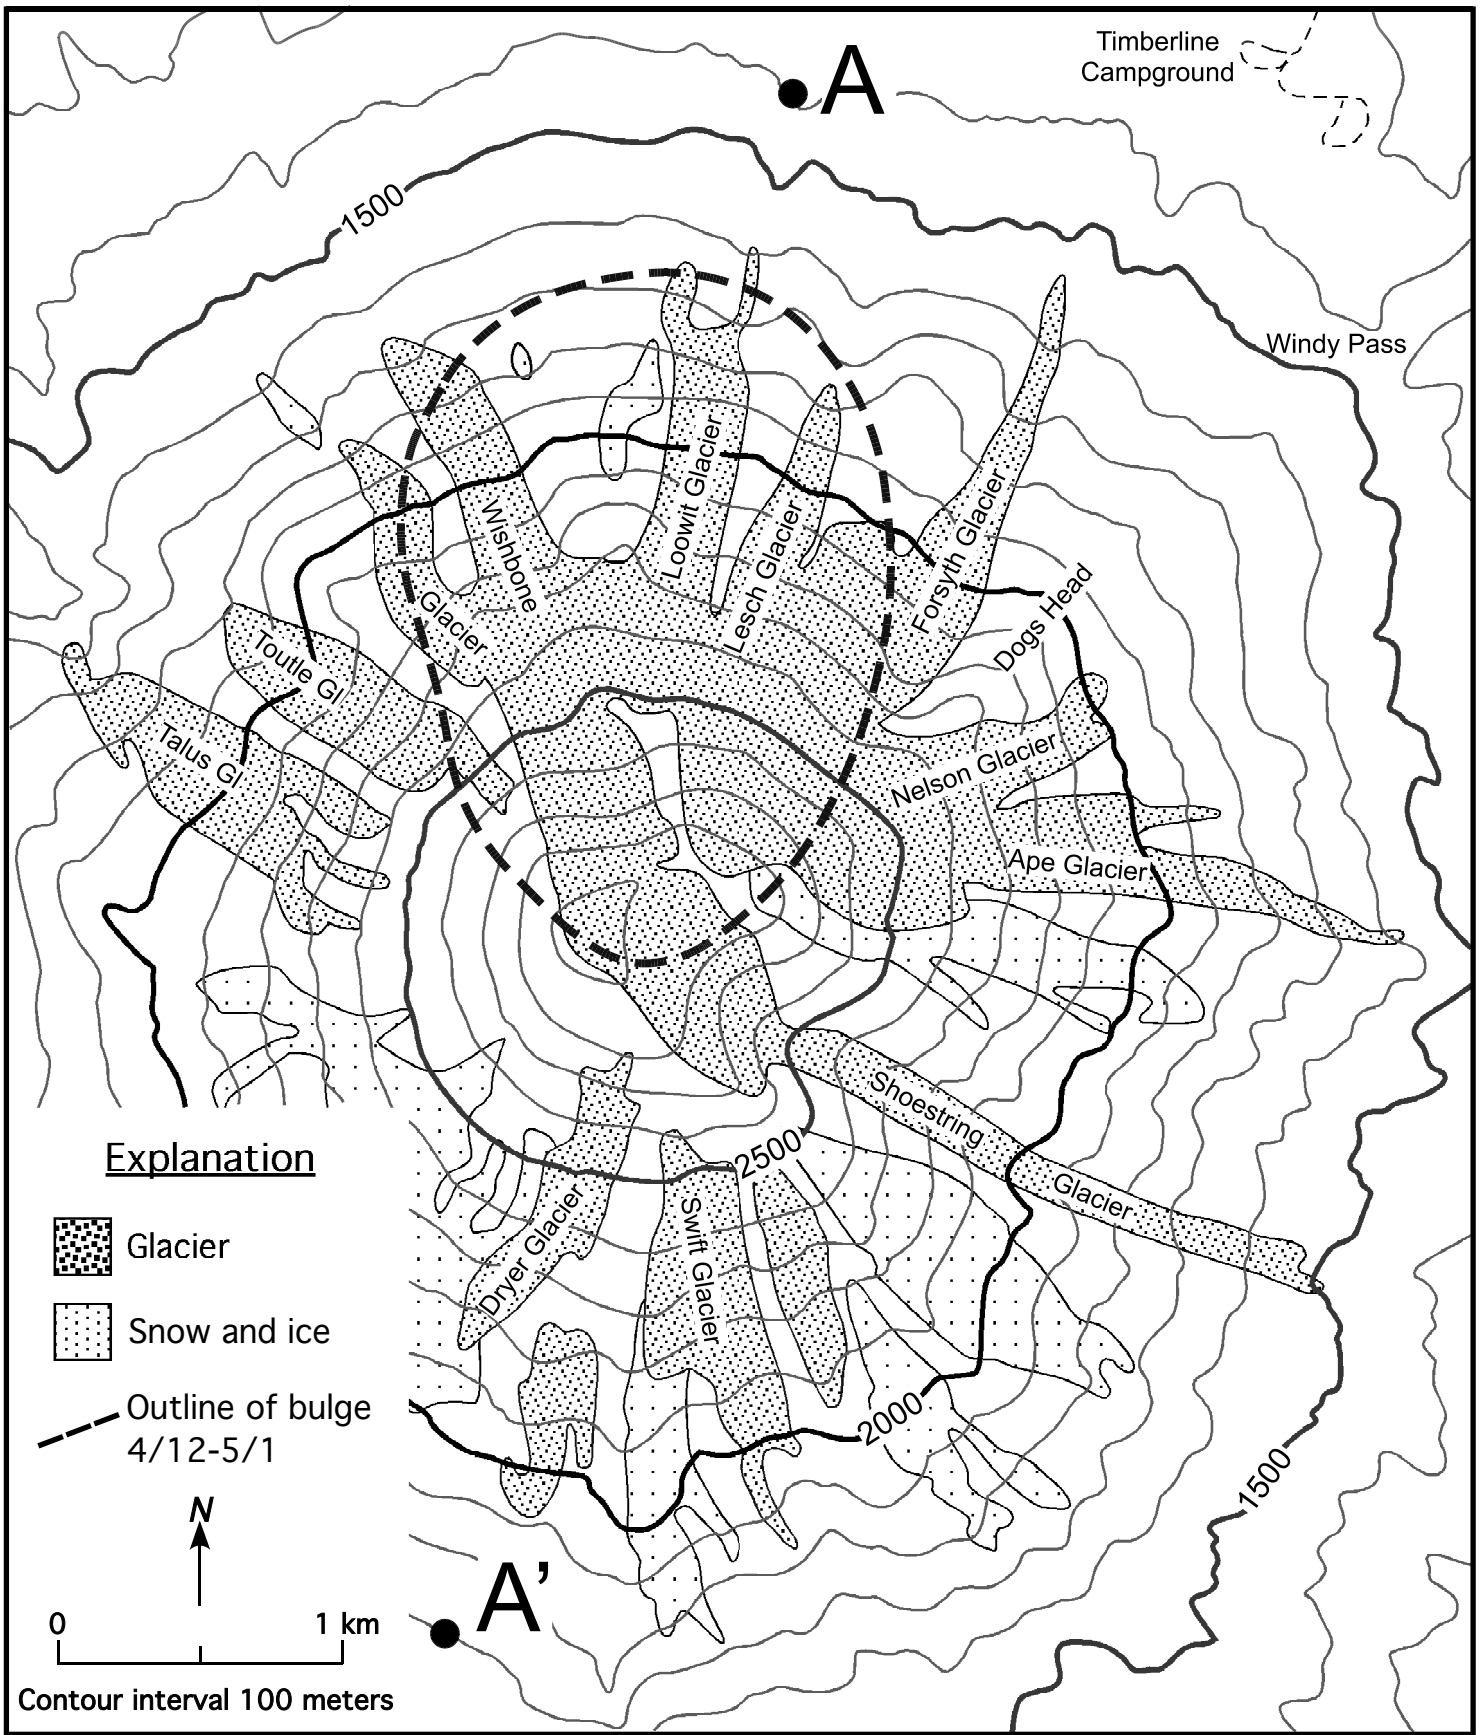 Timberline
Campground
A
1500
Windy Pass
Wishbone
Glacier
Loowit Glacier
Lesch Glacier
Forsyth Glacier
Dogs Head
Toutle Gl
Talus Gl
Nelson Glacier
Ape Glacier
Shoestring
Glacier
2500
Dryer Glacier
Swift Glacier
2000
1500
A’
Explanation
Glacier
Snow and ice
Outline of bulge
4/12-5/1
N
0 1 km
Contour interval 100 meters